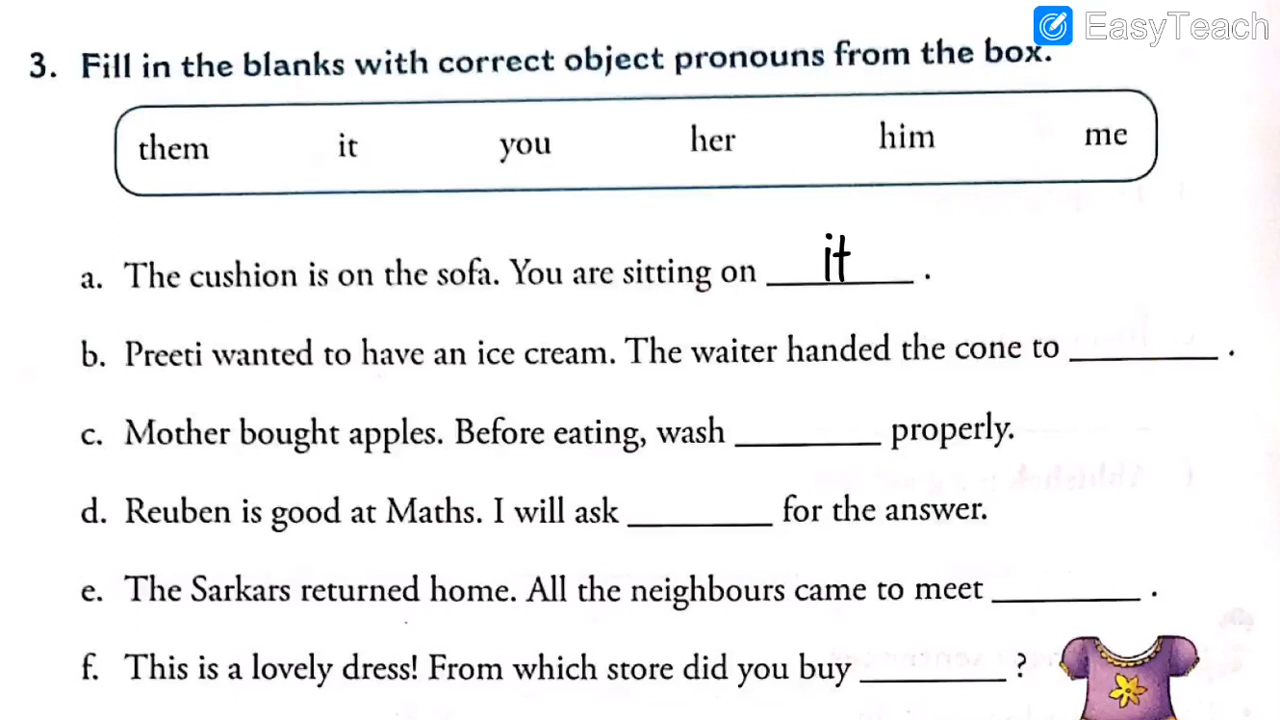 EasyTeach
3. Fill in the blanks with correct object pronouns from the box.
them it you her him me
a. The cushion is on the sofa. You are sitting on it .
b. Preeti wanted to have an ice cream. The waiter handed the cone to ________ .
c. Mother bought apples. Before eating, wash ________ properly.
d. Reuben is good at Maths. I will ask ________ for the answer.
e. The Sarkars returned home. All the neighbours came to meet ________ .
f. This is a lovely dress! From which store did you buy ________ ?